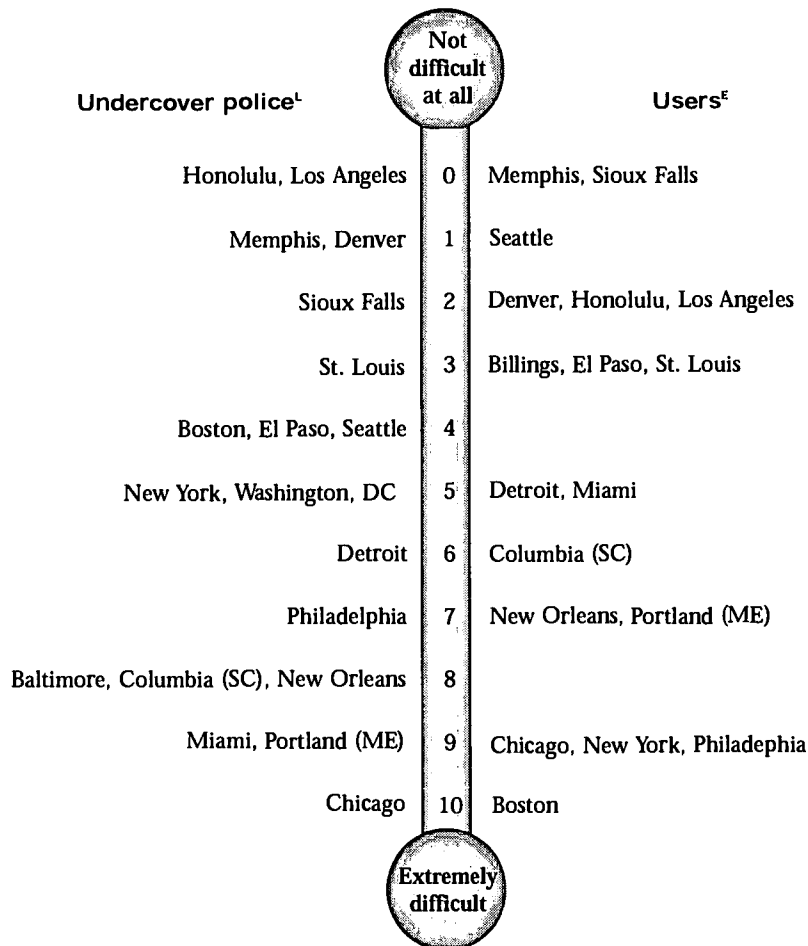 Not
difficult
at all
Undercover policeᴸ
Usersᴱ
Honolulu, Los Angeles 0 Memphis, Sioux Falls
Memphis, Denver 1 Seattle
Sioux Falls 2 Denver, Honolulu, Los Angeles
St. Louis 3 Billings, El Paso, St. Louis
Boston, El Paso, Seattle 4
New York, Washington, DC 5 Detroit, Miami
Detroit 6 Columbia (SC)
Philadelphia 7 New Orleans, Portland (ME)
Baltimore, Columbia (SC), New Orleans 8
Miami, Portland (ME) 9 Chicago, New York, Philadephia
Chicago 10 Boston
Extremely
difficult